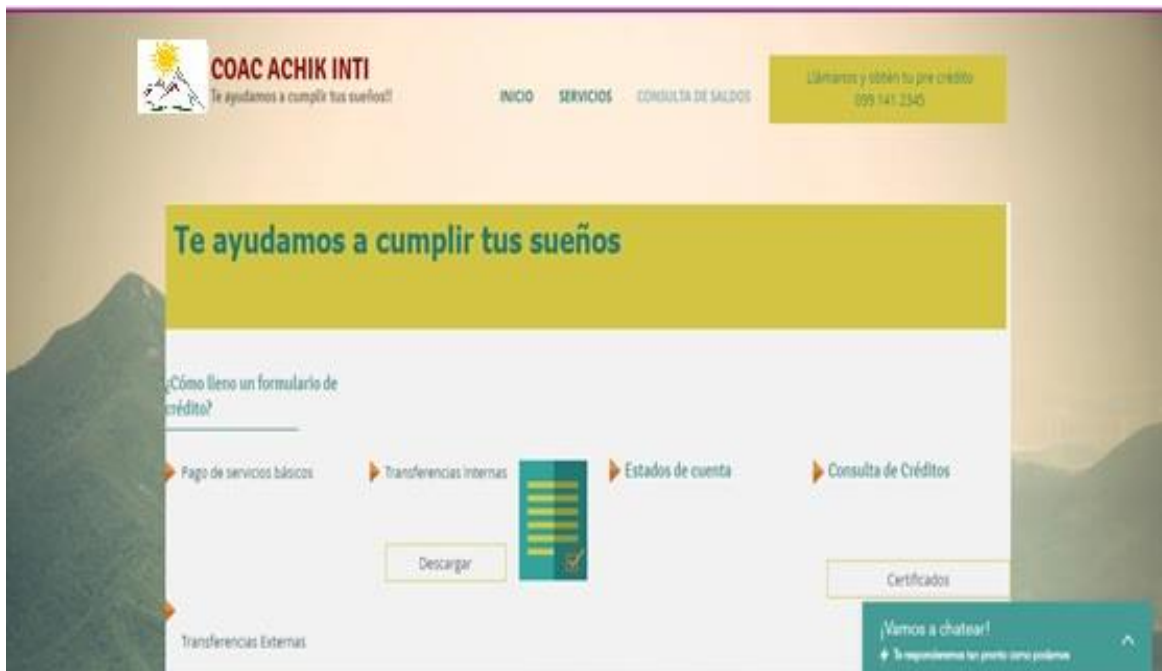 COAC ACHIK INTI
Te ayudamos a cumplir tus sueños!!
INICIO SERVICIOS CONSULTA DE SALDOS
Llámanos y obtén tu pre crédito
099 141 2345
Te ayudamos a cumplir tus sueños
¿Cómo lleno un formulario de
crédito?
Pago de servicios básicos
Transferencias Internas
Estados de cuenta
Consulta de Créditos
Descargar
Certificados
Transferencias Externas
¡Vamos a chatear!
Te responderemos tan pronto como podamos